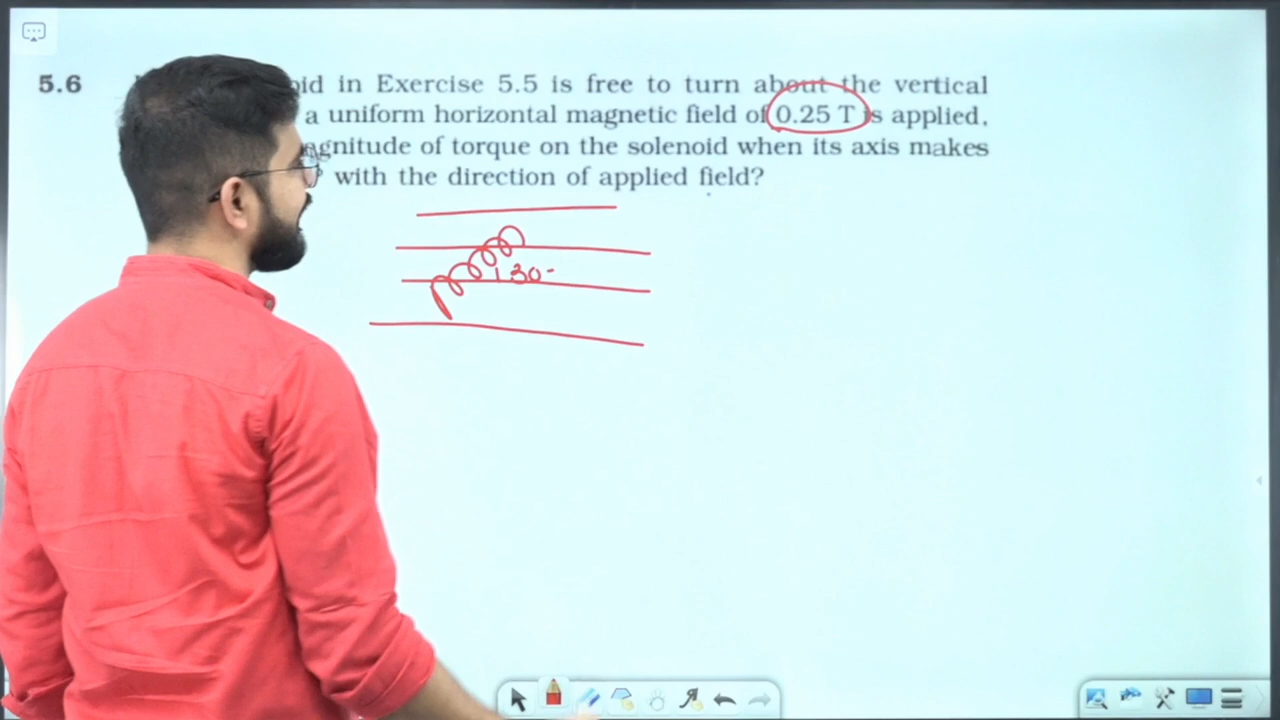 5.6 in Exercise 5.5 is free to turn about the vertical
a uniform horizontal magnetic field of 0.25 T is applied,
of torque on the solenoid when its axis makes
with the direction of applied field?
30°